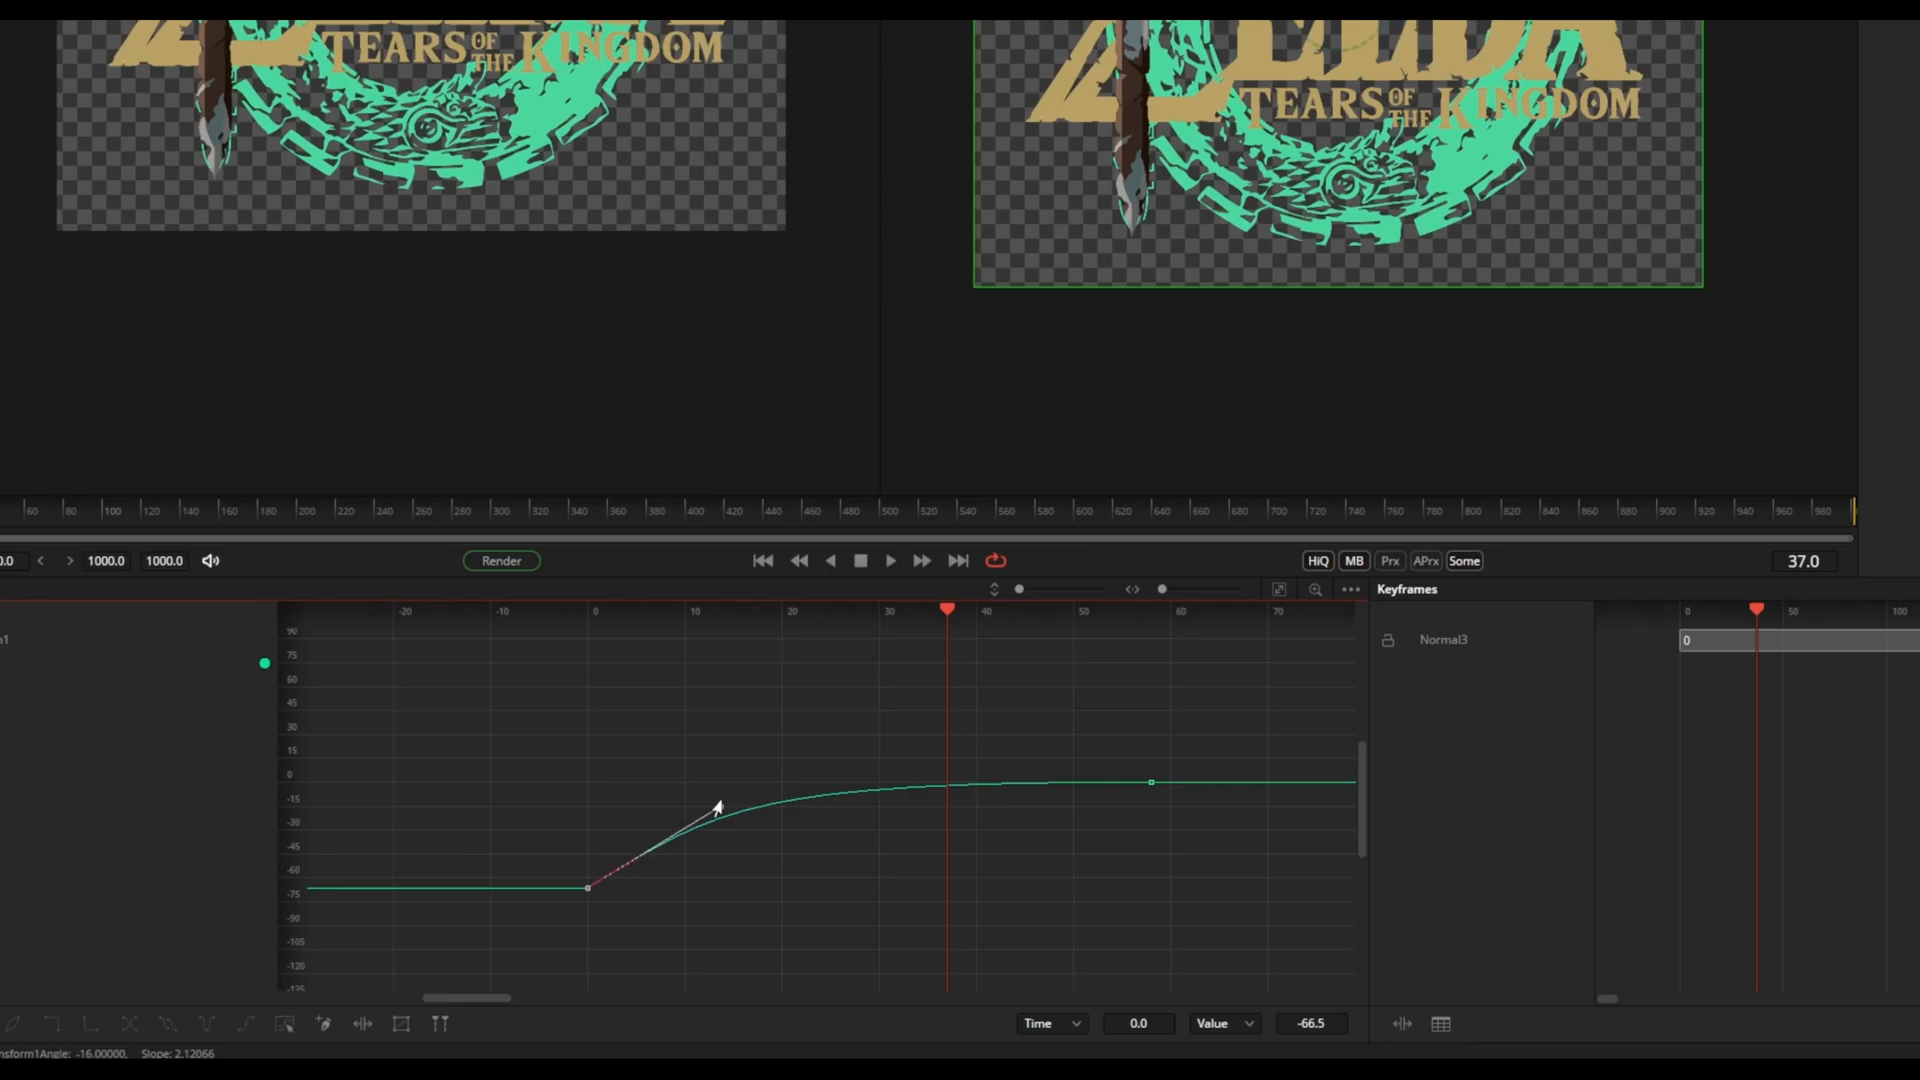 TEARS OF THE KINGDOM
ELDA
TEARS OF THE KINGDOM
60 80 100 120 140 160 180 200 220 240 260 280 300 320 340 360 380 400 420 440 460 480 500 520 540 560 580 600 620 640 660 680 700 720 740 760 780 800 820 840 860 880 900 920 940 960 980
0.0 < > 1000.0 1000.0 Render HiQ MB Prx APrx Some 37.0
Keyframes
-20 -10 0 10 20 30 40 50 60 70 0 50 100
90
n1 Normal3 0
75
60
45
30
15
0
-15
-30
-45
-60
-75
-90
-105
-120
-135
Time 0.0 Value -66.5
nsform1Angle: -16.00000, Slope: 2.12066